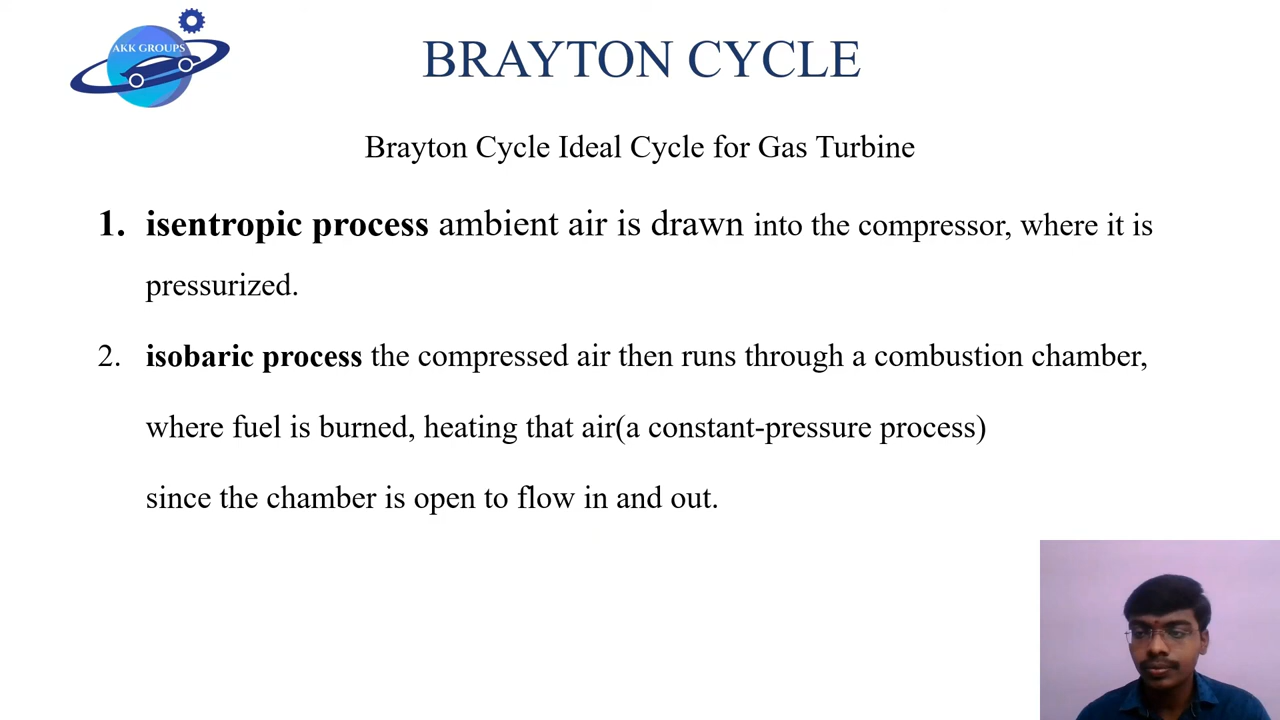 AKK GROUPS
BRAYTON CYCLE
Brayton Cycle Ideal Cycle for Gas Turbine
1. isentropic process ambient air is drawn into the compressor, where it is
pressurized.
2. isobaric process the compressed air then runs through a combustion chamber,
where fuel is burned, heating that air(a constant-pressure process)
since the chamber is open to flow in and out.